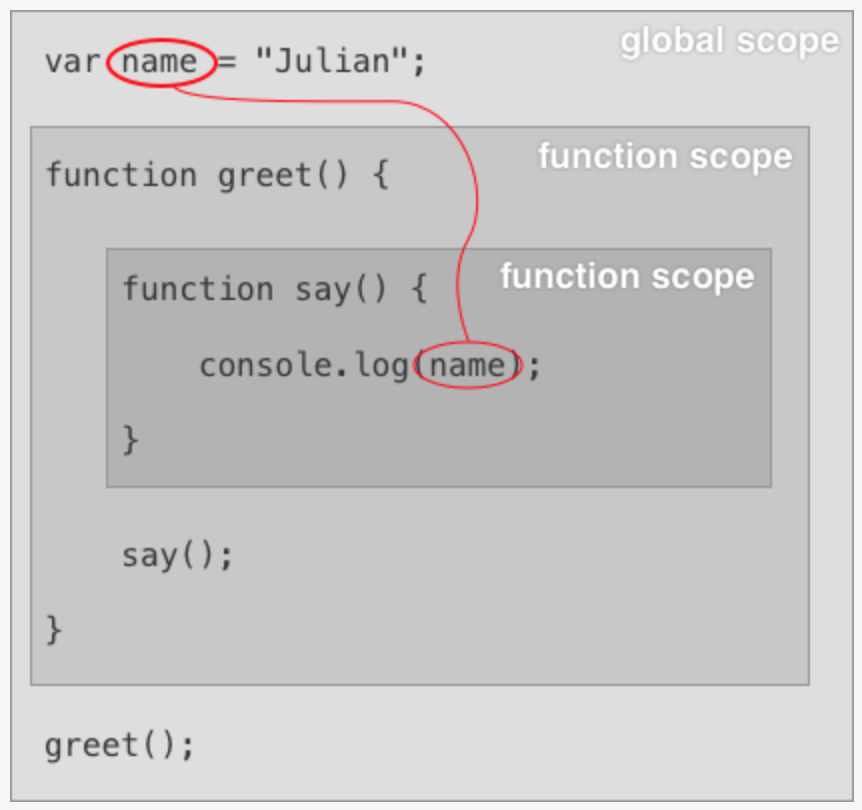 global scope
var name = "Julian";
function scope
function greet() {
function scope
function say() {
console.log(name);
}
say();
}
greet();